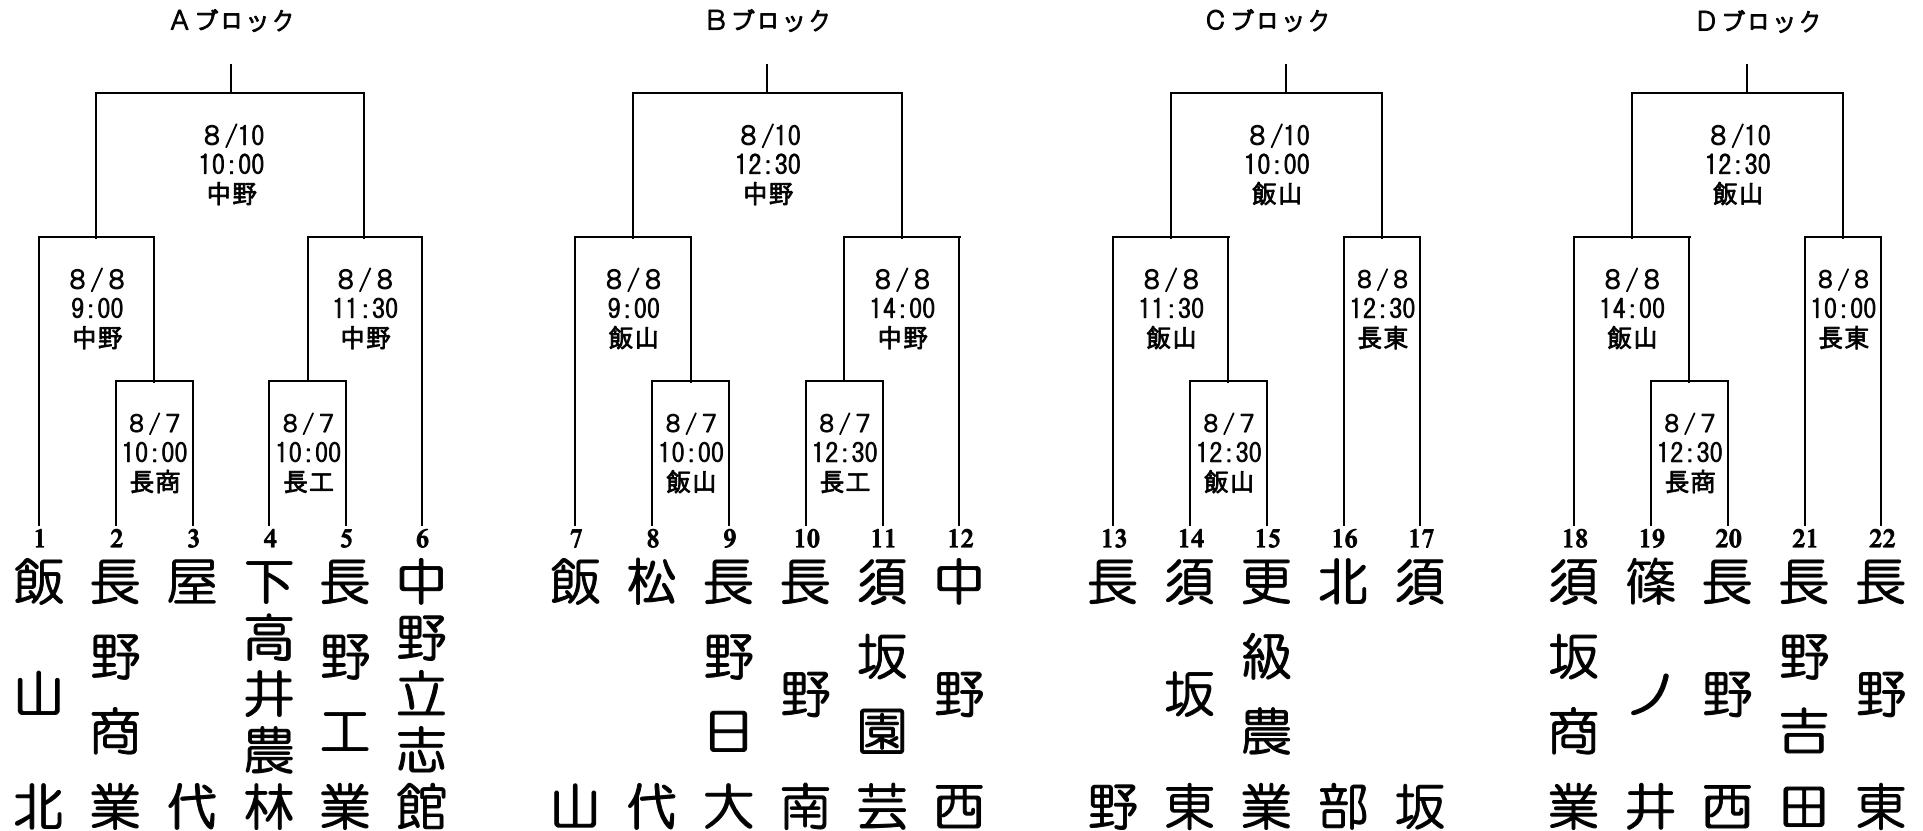 Ａブロック
Ｂブロック
Ｃブロック
Ｄブロック
８/10
10:00
中野
８/10
12:30
中野
８/10
10:00
飯山
８/10
12:30
飯山
８/８
9:00
中野
８/８
11:30
中野
８/８
9:00
飯山
８/８
14:00
中野
８/８
11:30
飯山
８/８
12:30
長東
８/８
14:00
飯山
８/８
10:00
長東
８/７
10:00
長商
８/７
10:00
長工
８/７
10:00
飯山
８/７
12:30
長工
８/７
12:30
飯山
８/７
12:30
長商
1
飯山北
2
長野商業
3
屋代
4
下高井農林
5
長野工業
6
中野立志館
7
飯山
8
松代
9
長野日大
10
長野南
11
須坂園芸
12
中野西
13
長野
14
須坂東
15
更級農業
16
北部
17
須坂
18
須坂商業
19
篠ノ井
20
長野西
21
長野吉田
22
長野東